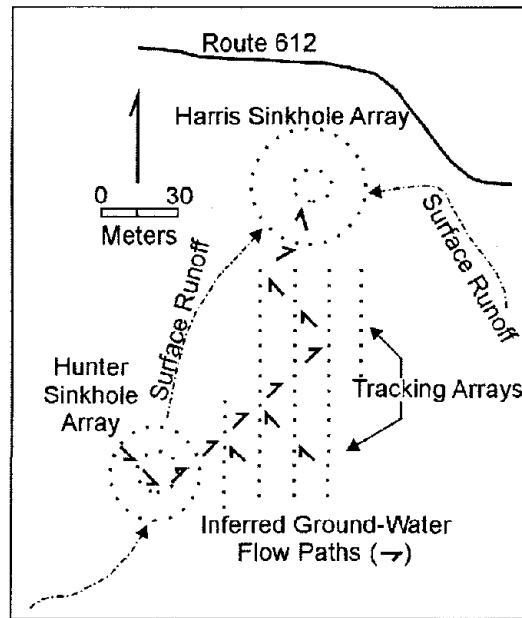 Route 612
Harris Sinkhole Array
0 30
Meters
Surface Runoff
Surface Runoff
Hunter
Sinkhole
Array
Tracking Arrays
Inferred Ground-Water
Flow Paths (⇀)